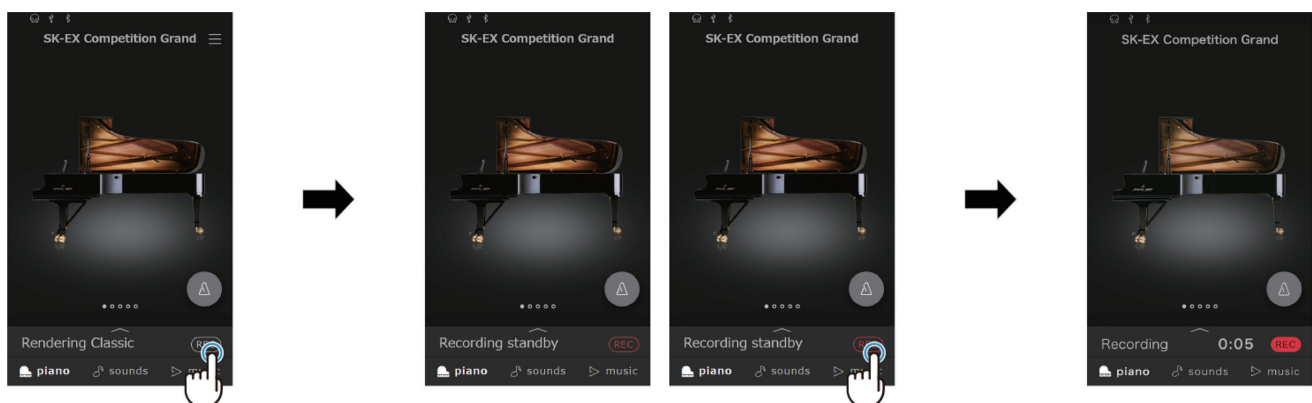 SK-EX Competition Grand
Rendering Classic
piano sounds
SK-EX Competition Grand
Recording standby REC
piano sounds music
SK-EX Competition Grand
Recording standby
piano sounds
SK-EX Competition Grand
Recording 0:05 REC
piano sounds music